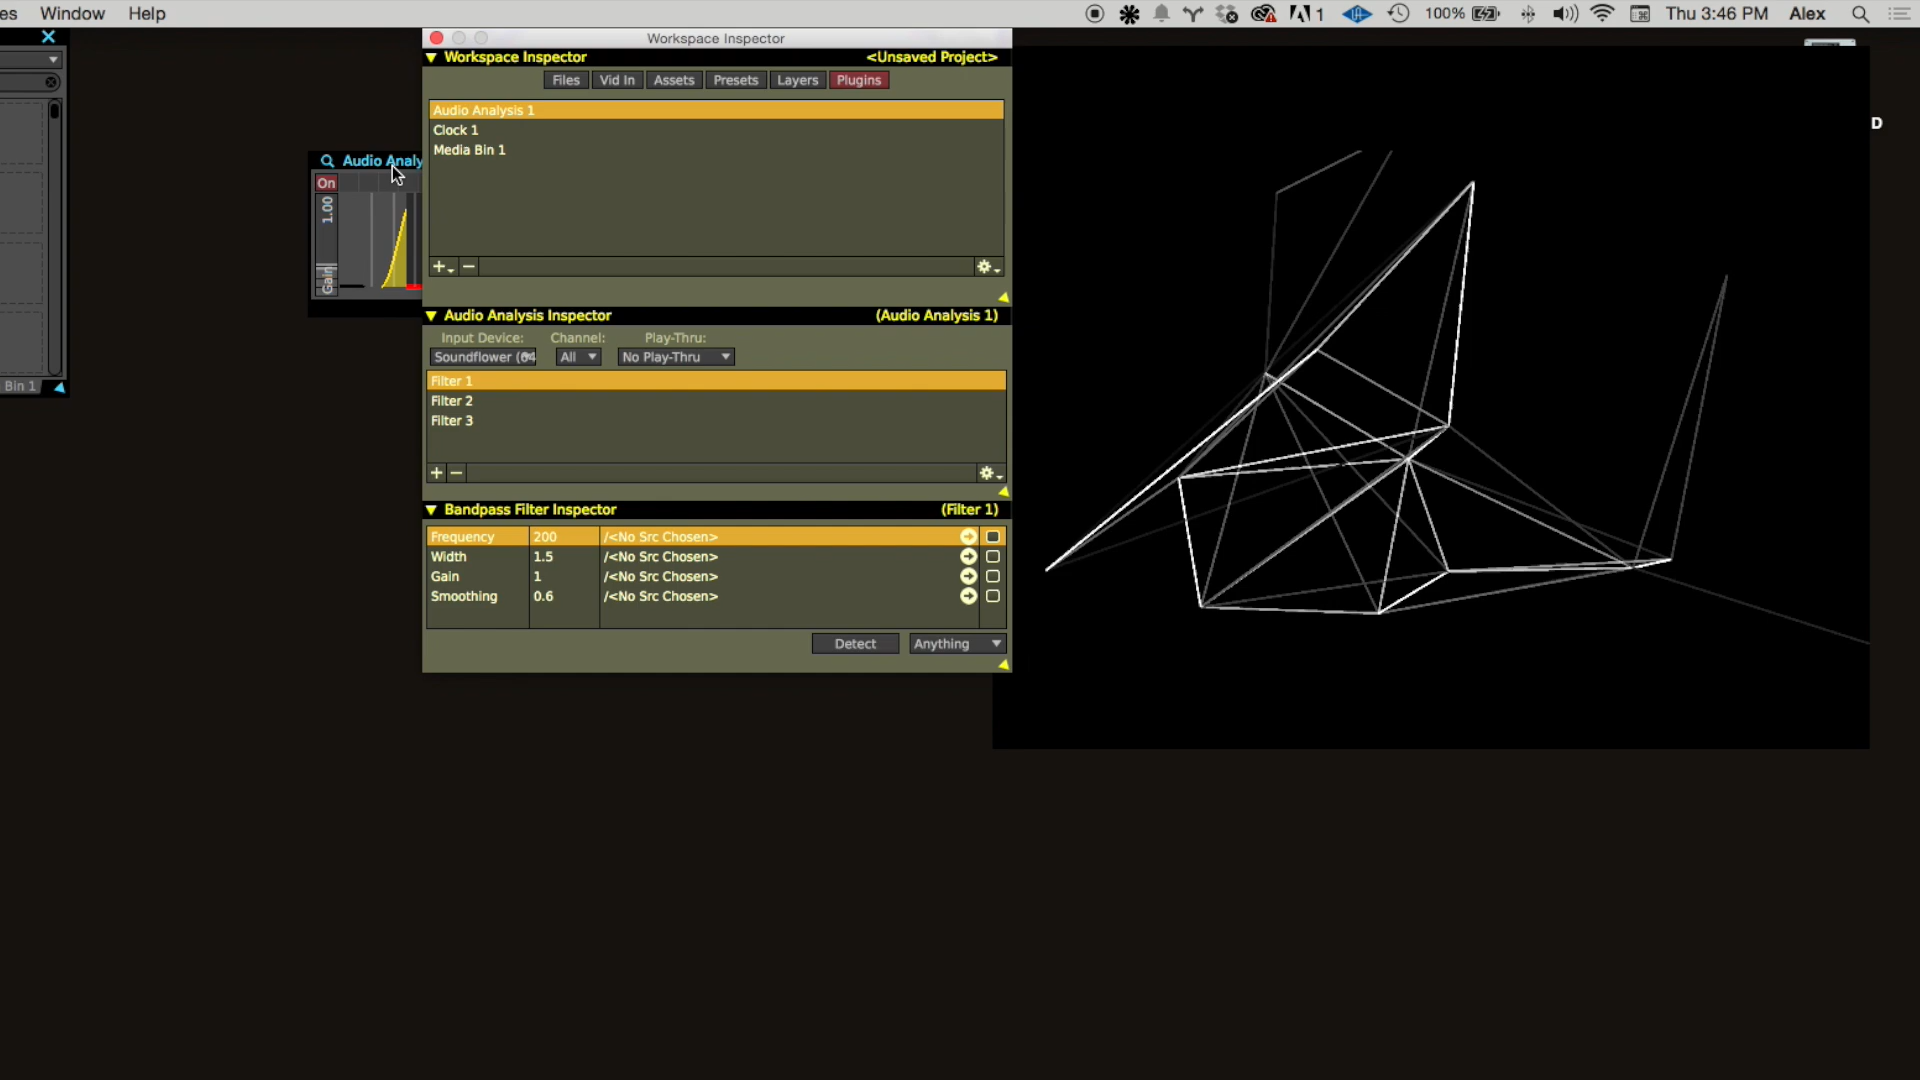 es Window Help
1 100% Thu 3:46 PM Alex
Workspace Inspector
Workspace Inspector <Unsaved Project>
Files Vid In Assets Presets Layers Plugins
Audio Analysis 1
Clock 1
Media Bin 1
D
Audio Analy
On
1.00
Gain
Audio Analysis Inspector (Audio Analysis 1)
Input Device: Channel: Play-Thru:
Soundflower (64 All No Play-Thru
Filter 1
Filter 2
Filter 3
Bin 1
Bandpass Filter Inspector (Filter 1)
Frequency 200 /<No Src Chosen>
Width 1.5 /<No Src Chosen>
Gain 1 /<No Src Chosen>
Smoothing 0.6 /<No Src Chosen>
Detect Anything